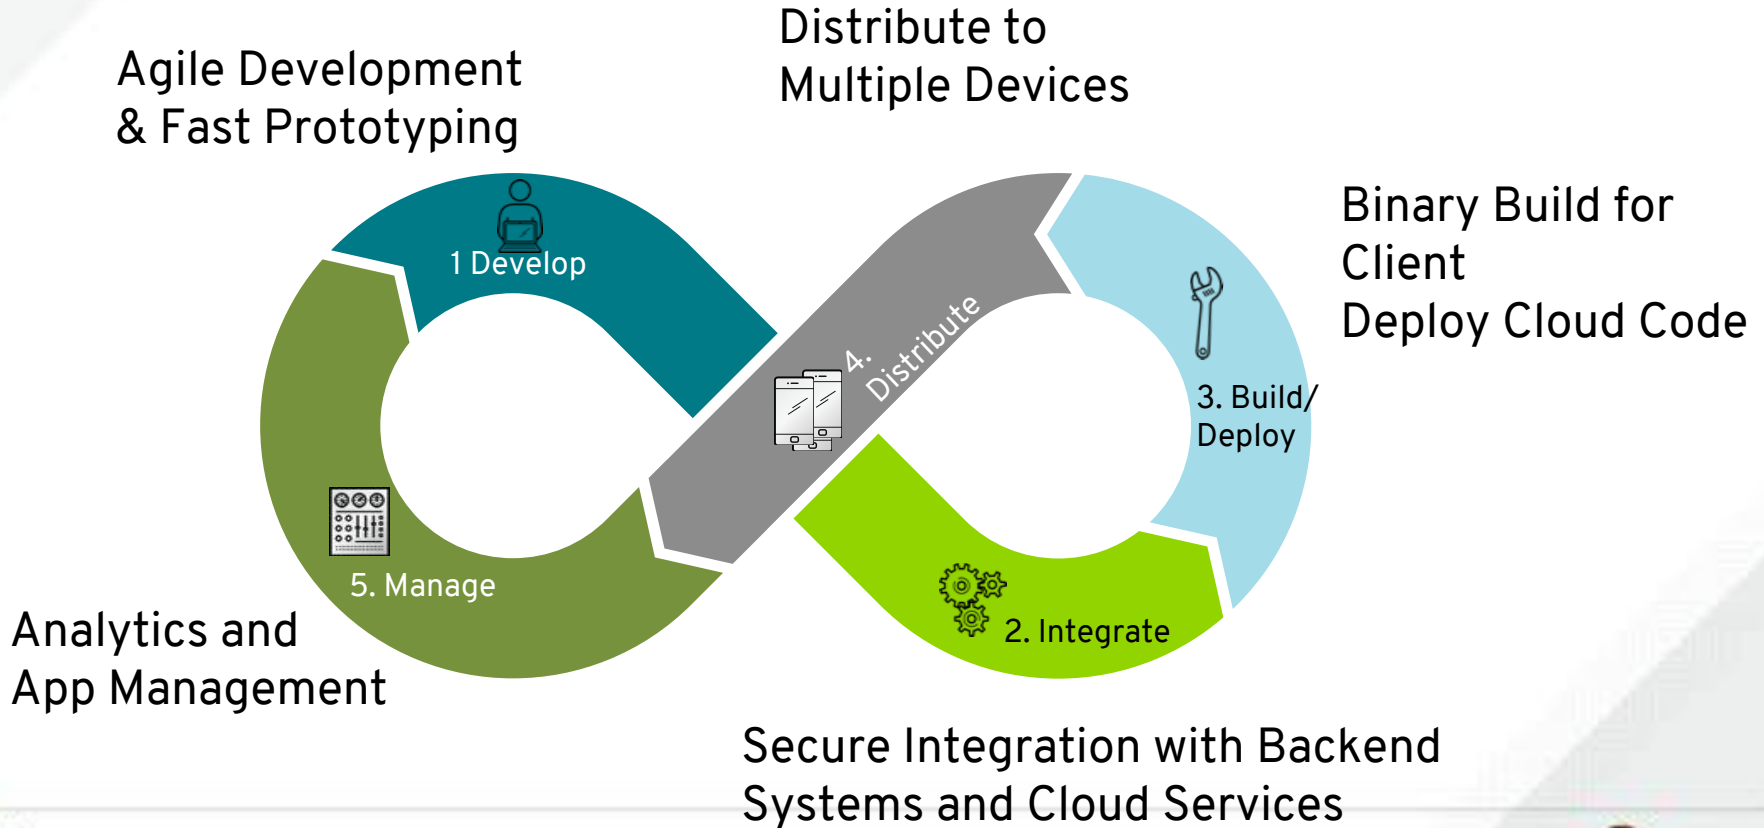 Distribute to
Multiple Devices
Agile Development
& Fast Prototyping
1 Develop
Binary Build for
Client
Deploy Cloud Code
4.
Distribute
3. Build/
Deploy
5. Manage
2. Integrate
Analytics and
App Management
Secure Integration with Backend
Systems and Cloud Services